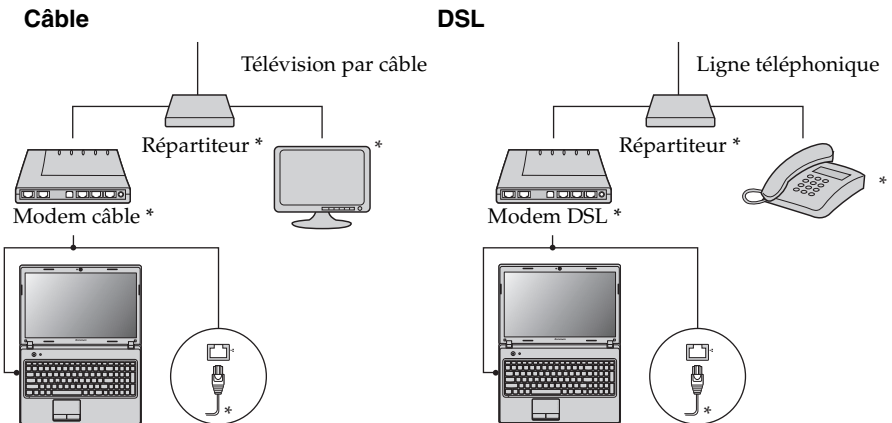 Câble
Télévision par câble
Répartiteur *
*
Modem câble *
*
DSL
Ligne téléphonique
Répartiteur *
*
Modem DSL *
*